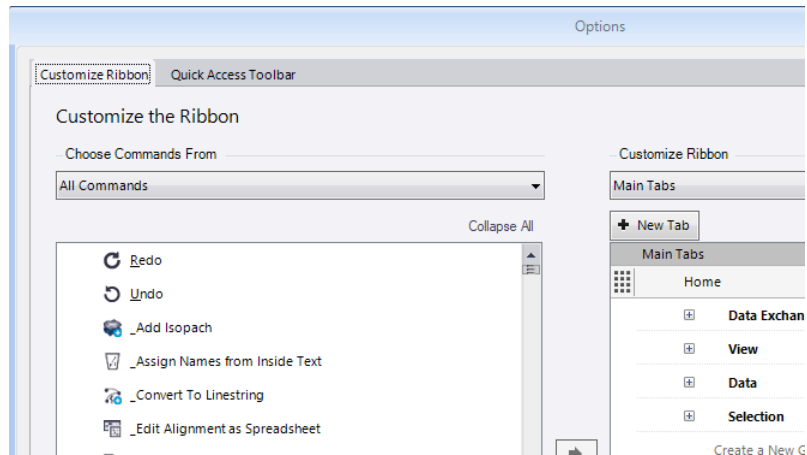 Options
Customize Ribbon Quick Access Toolbar
Customize the Ribbon
Choose Commands From
All Commands
Collapse All
Redo
Undo
_Add Isopach
_Assign Names from Inside Text
_Convert To Linestring
_Edit Alignment as Spreadsheet
Customize Ribbon
Main Tabs
New Tab
Main Tabs
Home
Data Exchan
View
Data
Selection
Create a New G